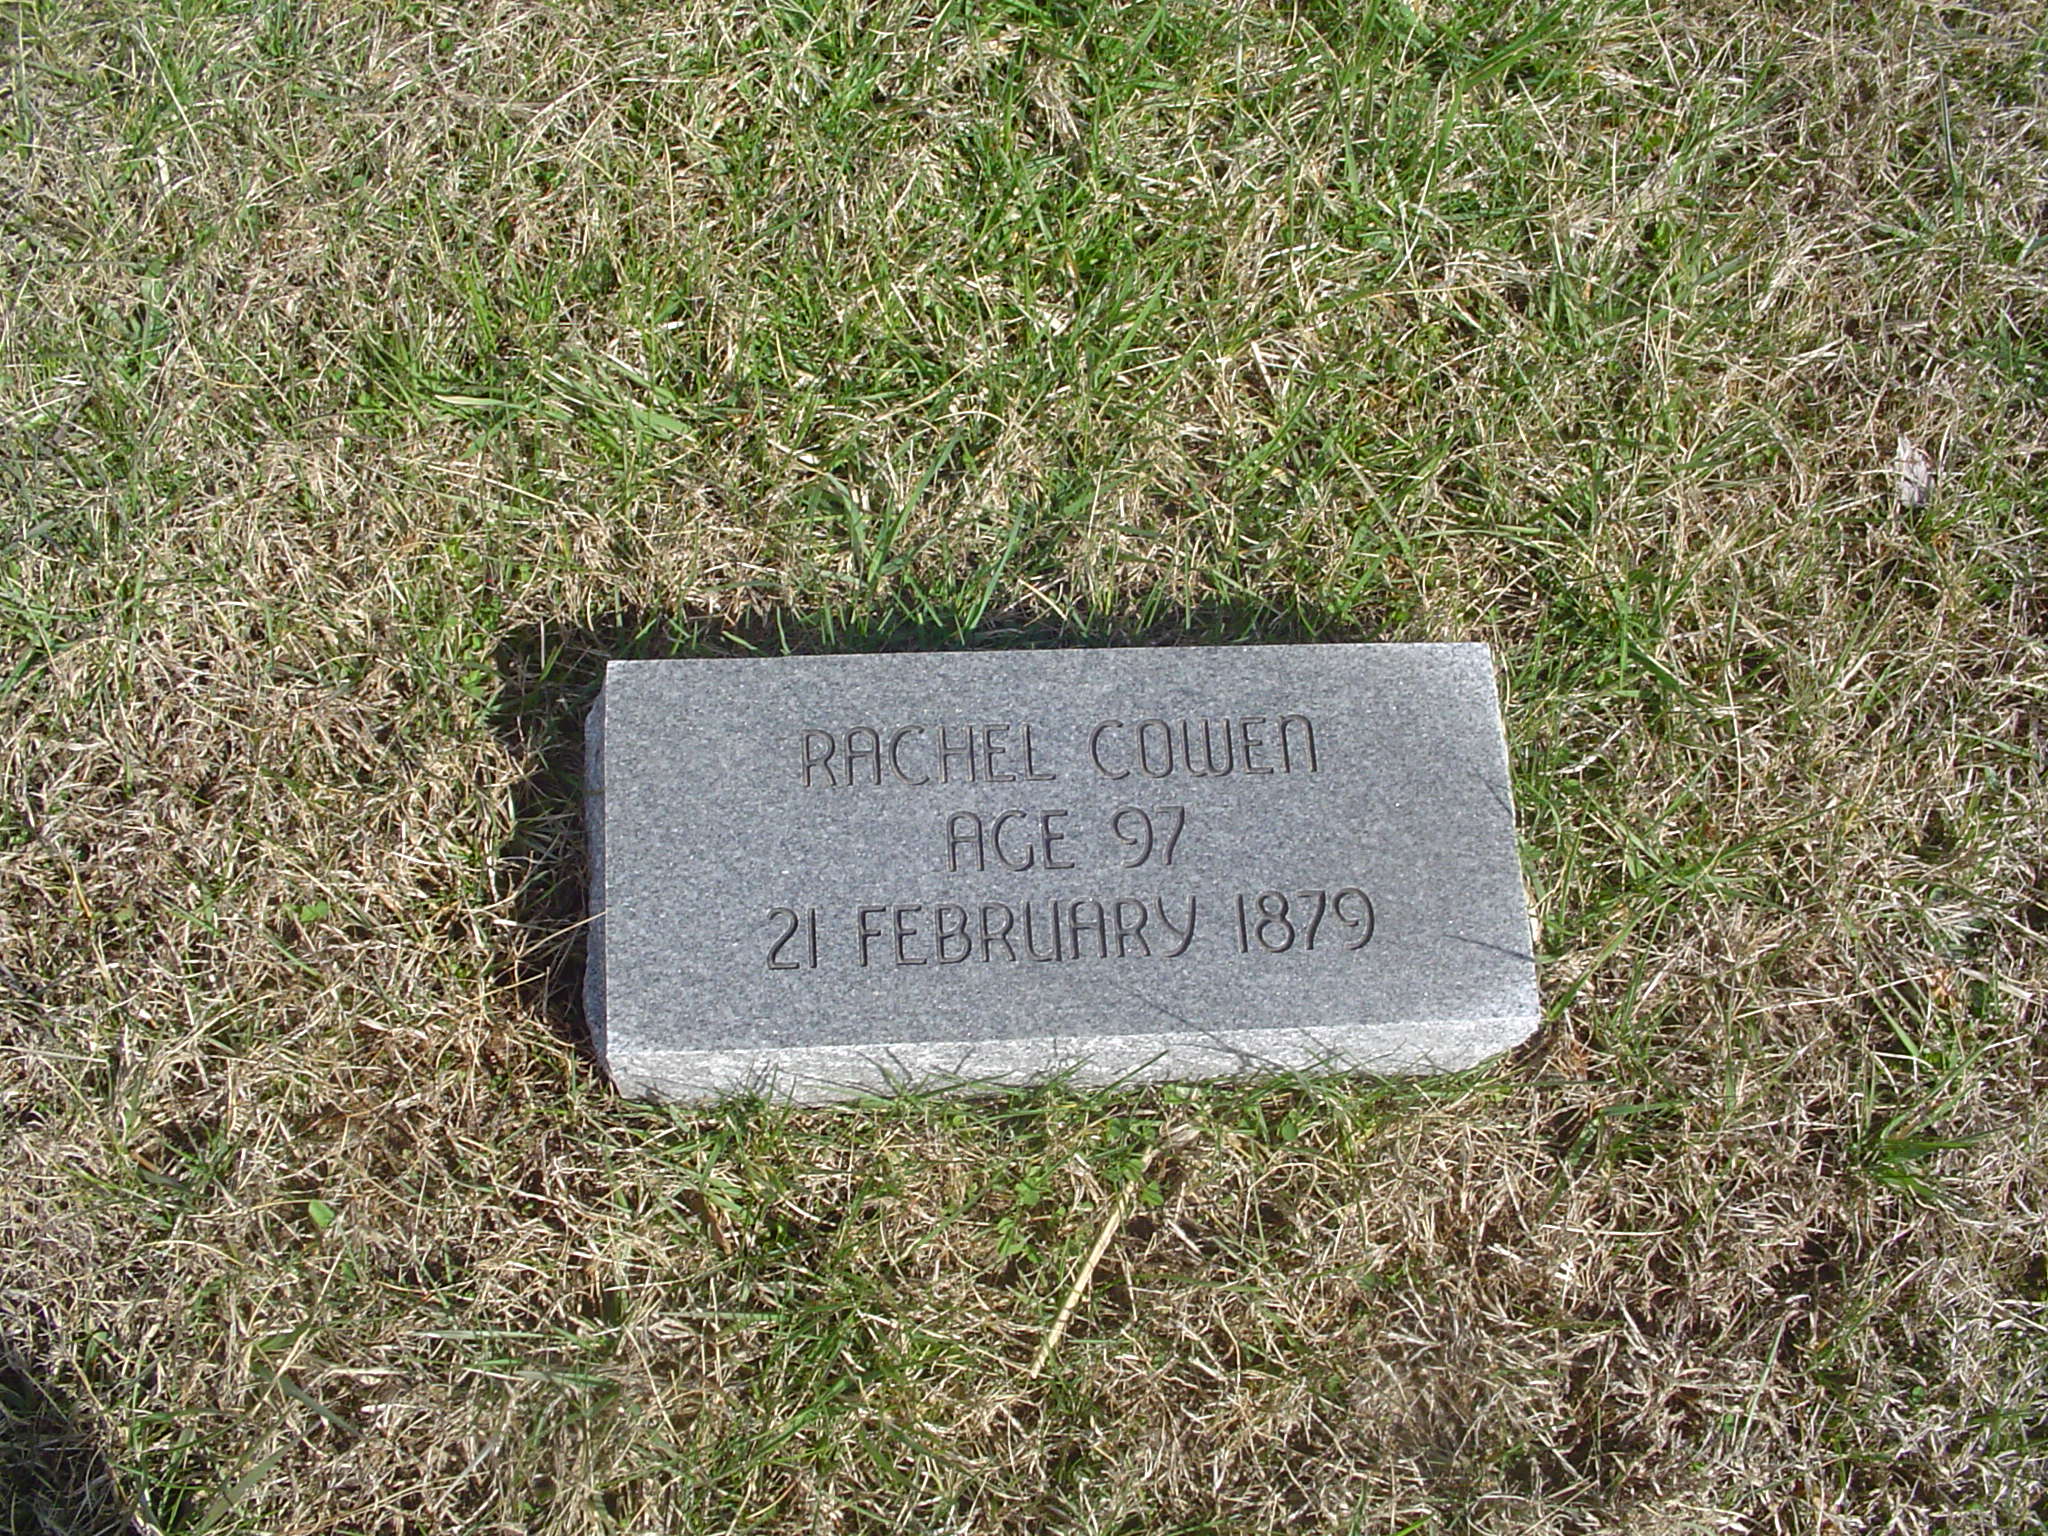 RACHEL COWEN
AGE 97
21 FEBRUARY 1879